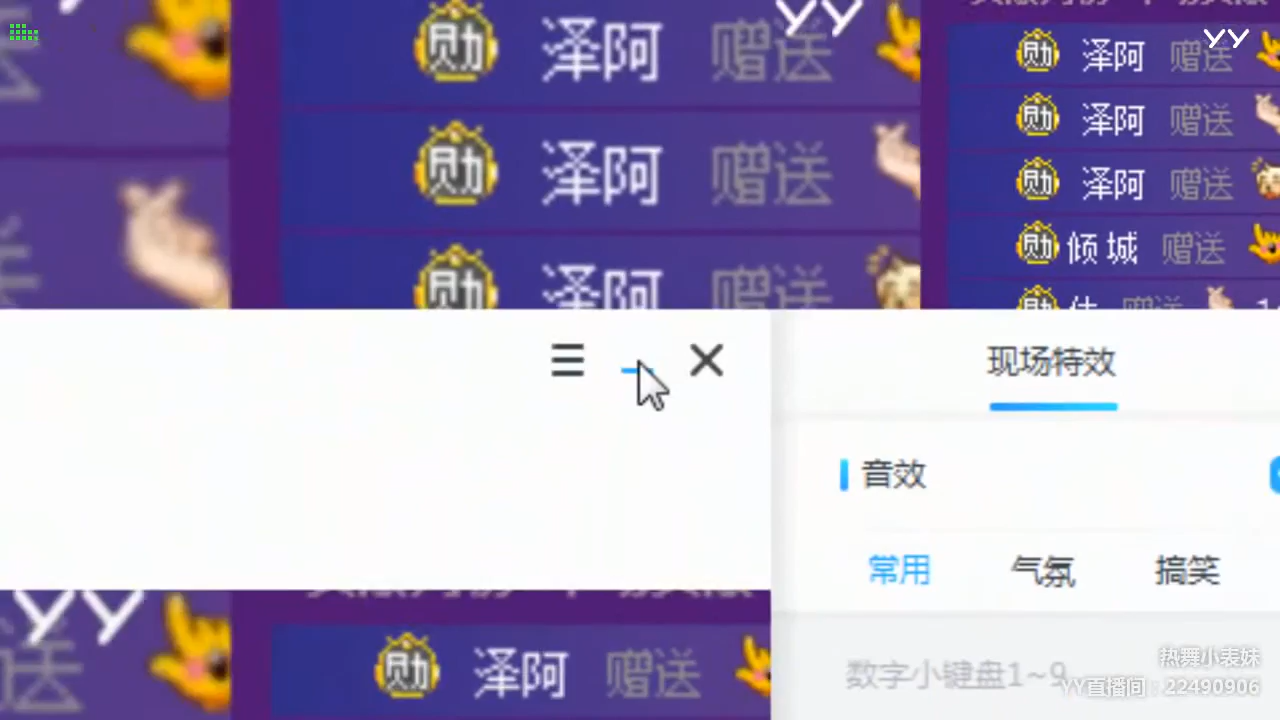 YY
YY
勋 泽阿 赠送
勋 泽阿 赠送
勋 泽阿 赠送
勋 泽阿 赠送
勋 泽阿 赠送
勋 泽阿 赠送
勋 倾城 赠送
现场特效
音效
常用 气氛 搞笑
YY
送
勋 泽阿 赠送
数字小键盘1~9
热舞小表妹
YY直播间：22490906